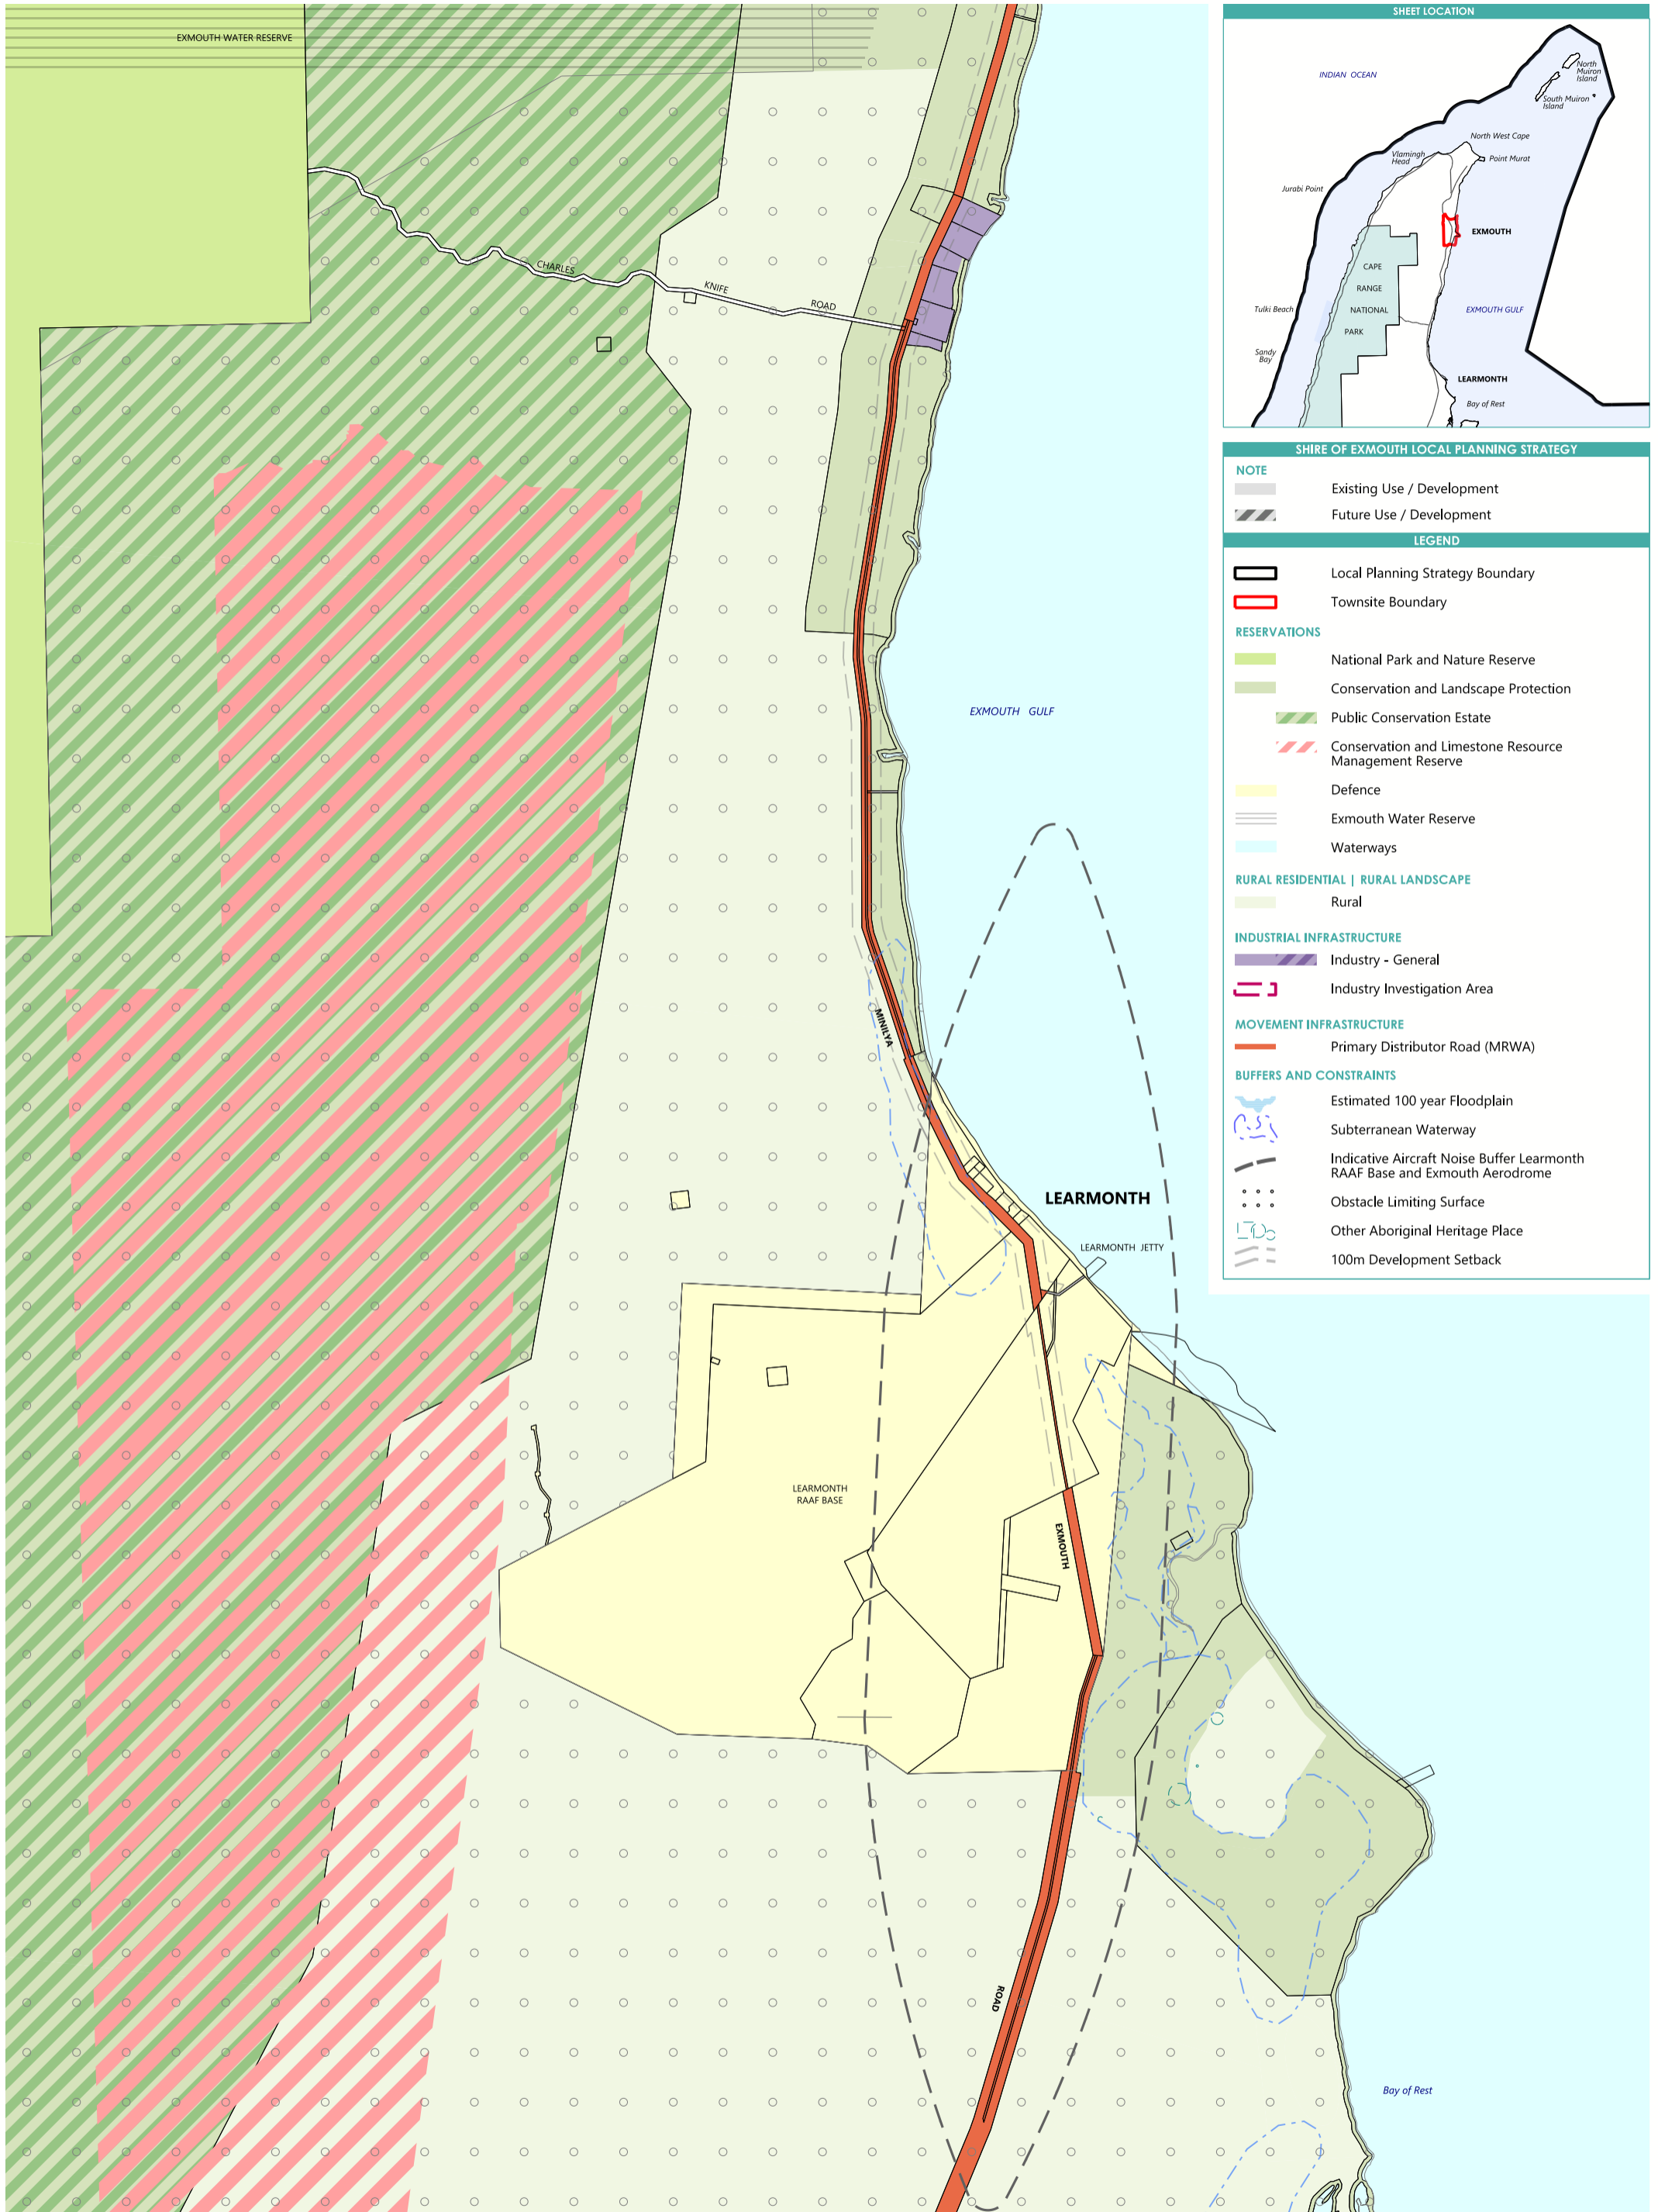 EXMOUTH WATER RESERVE
CHARLES
KNIFE
ROAD
EXMOUTH GULF
MINILYA
LEARMONTH
LEARMONTH JETTY
LEARMONTH
RAAF BASE
EXMOUTH
ROAD
Bay of Rest
SHEET LOCATION
INDIAN OCEAN
North
Muiron
Island
South Muiron
Island
North West Cape
Vlamingh
Head
Point Murat
Jurabi Point
EXMOUTH
CAPE
RANGE
NATIONAL
PARK
Tulki Beach
EXMOUTH GULF
Sandy
Bay
LEARMONTH
Bay of Rest
SHIRE OF EXMOUTH LOCAL PLANNING STRATEGY
NOTE
Existing Use / Development
Future Use / Development
LEGEND
Local Planning Strategy Boundary
Townsite Boundary
RESERVATIONS
National Park and Nature Reserve
Conservation and Landscape Protection
Public Conservation Estate
Conservation and Limestone Resource
Management Reserve
Defence
Exmouth Water Reserve
Waterways
RURAL RESIDENTIAL | RURAL LANDSCAPE
Rural
INDUSTRIAL INFRASTRUCTURE
Industry - General
Industry Investigation Area
MOVEMENT INFRASTRUCTURE
Primary Distributor Road (MRWA)
BUFFERS AND CONSTRAINTS
Estimated 100 year Floodplain
Subterranean Waterway
Indicative Aircraft Noise Buffer Learmonth
RAAF Base and Exmouth Aerodrome
Obstacle Limiting Surface
Other Aboriginal Heritage Place
100m Development Setback